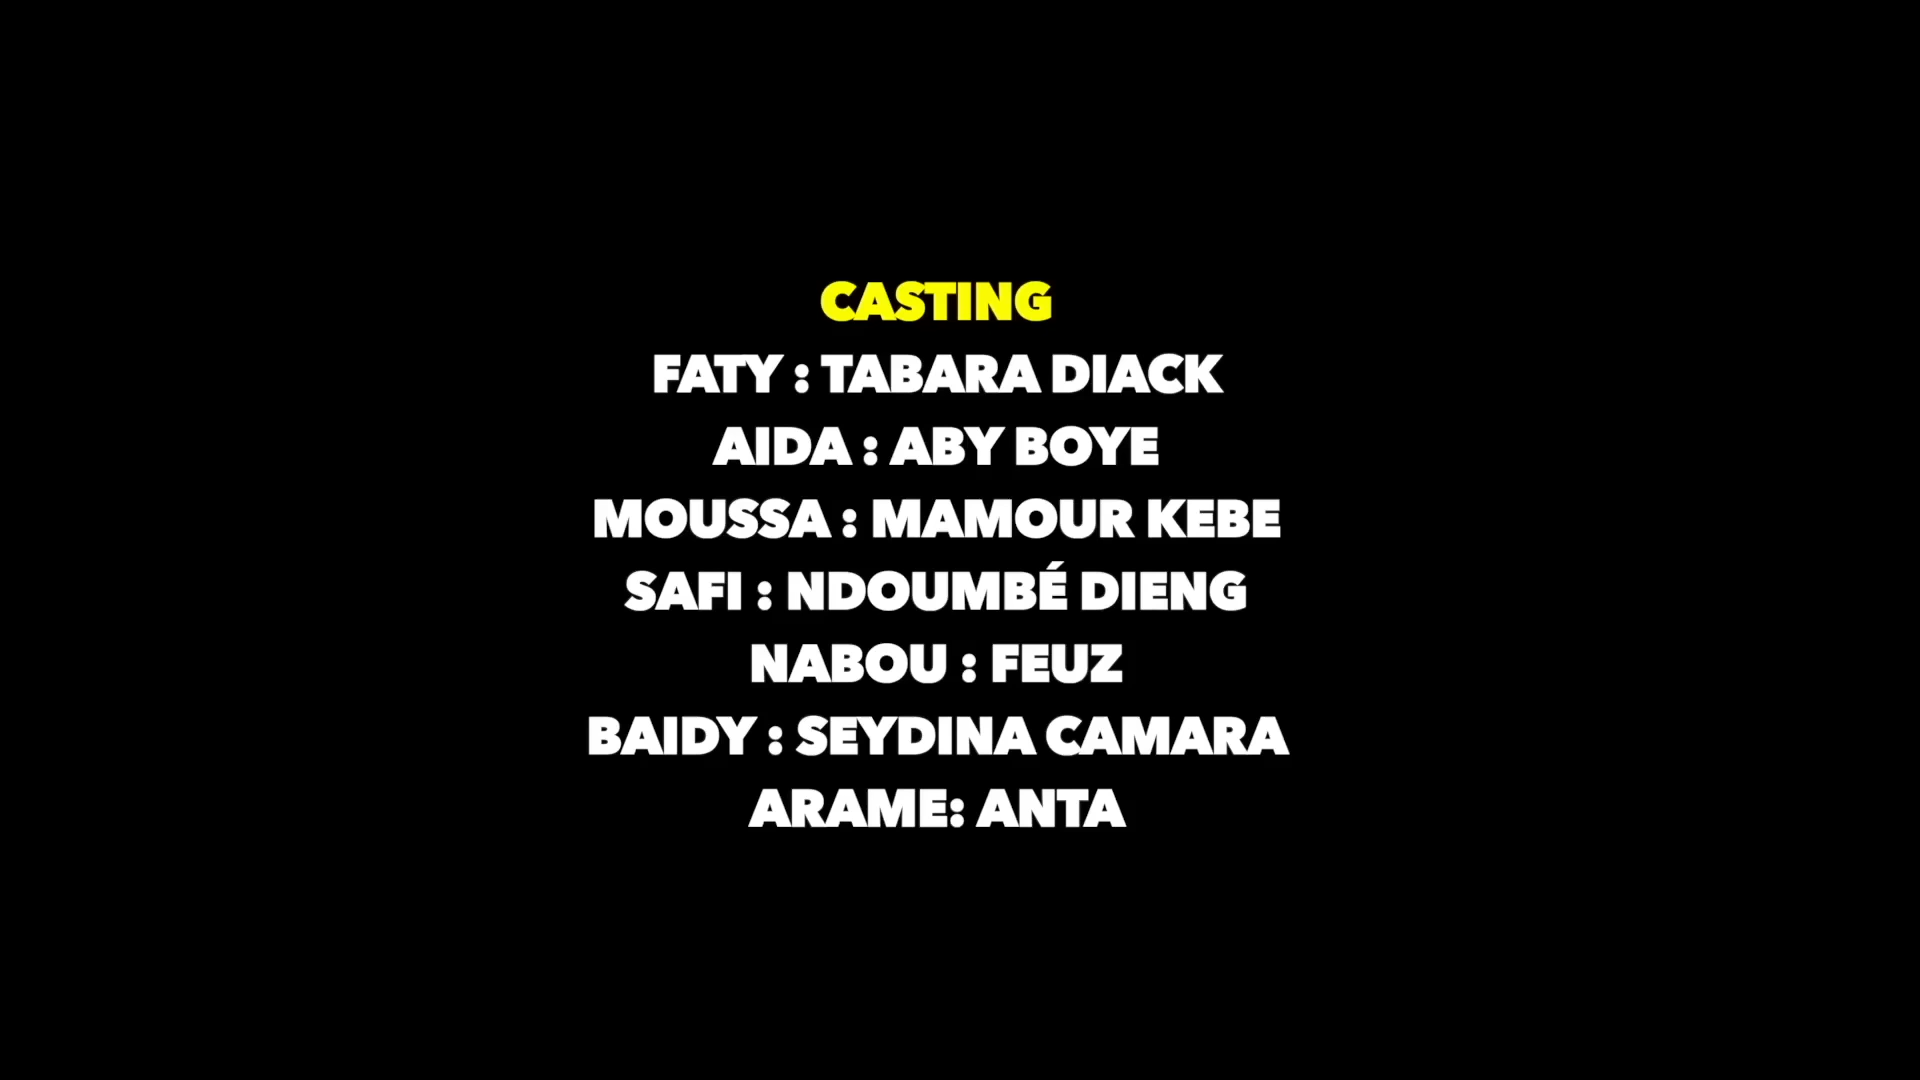 CASTING
FATY : TABARA DIACK
AIDA : ABY BOYE
MOUSSA : MAMOUR KEBE
SAFI : NDOUMBÉ DIENG
NABOU : FEUZ
BAIDY : SEYDINA CAMARA
ARAME: ANTA